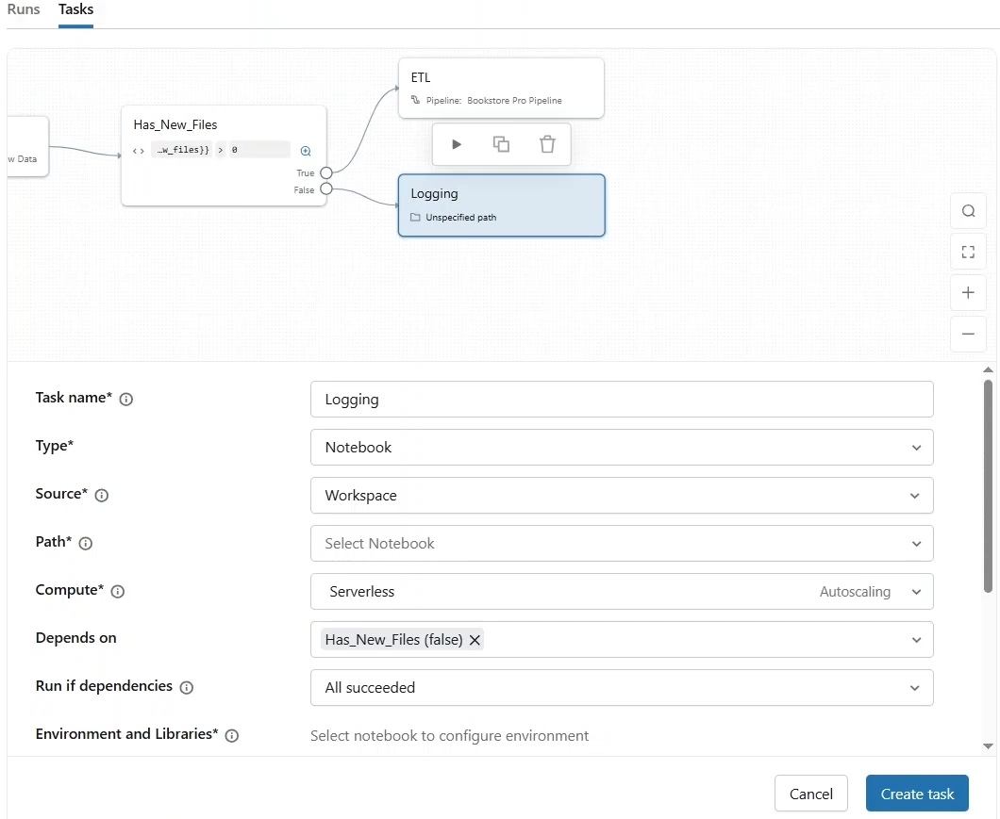 Runs Tasks
ETL
Pipeline: Bookstore Pro Pipeline
Has_New_Files
...w_files}} > 0
w Data
True
False
Logging
Unspecified path
Task name* Logging
Type* Notebook
Source* Workspace
Path* Select Notebook
Compute* Serverless Autoscaling
Depends on Has_New_Files (false)
Run if dependencies All succeeded
Environment and Libraries* Select notebook to configure environment
Cancel Create task